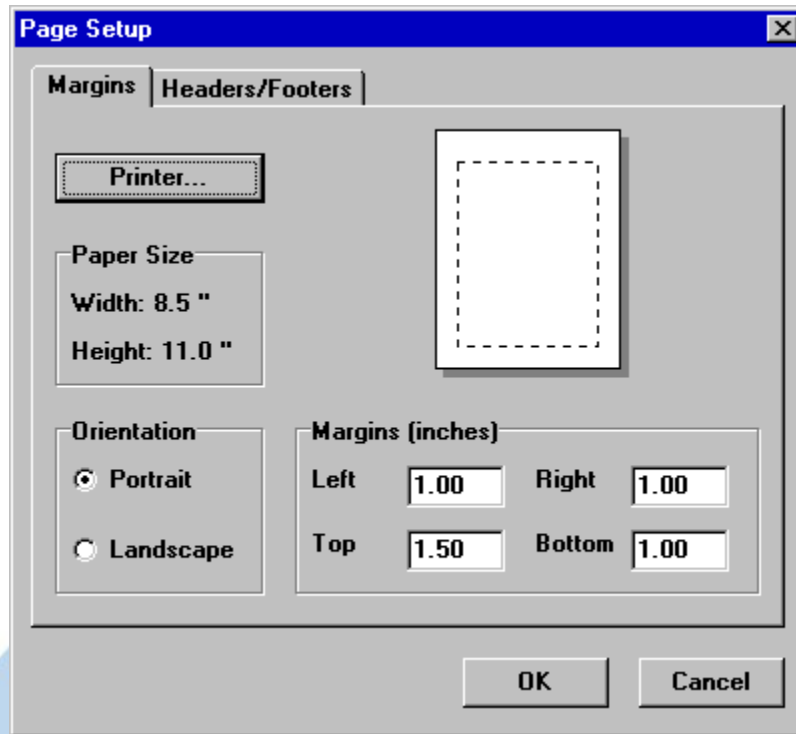 Page Setup
Margins
Headers/Footers
Printer...
Paper Size
Width: 8.5 "
Height: 11.0 "
Orientation
Portrait
Landscape
Margins (inches)
Left 1.00 Right 1.00
Top 1.50 Bottom 1.00
OK Cancel